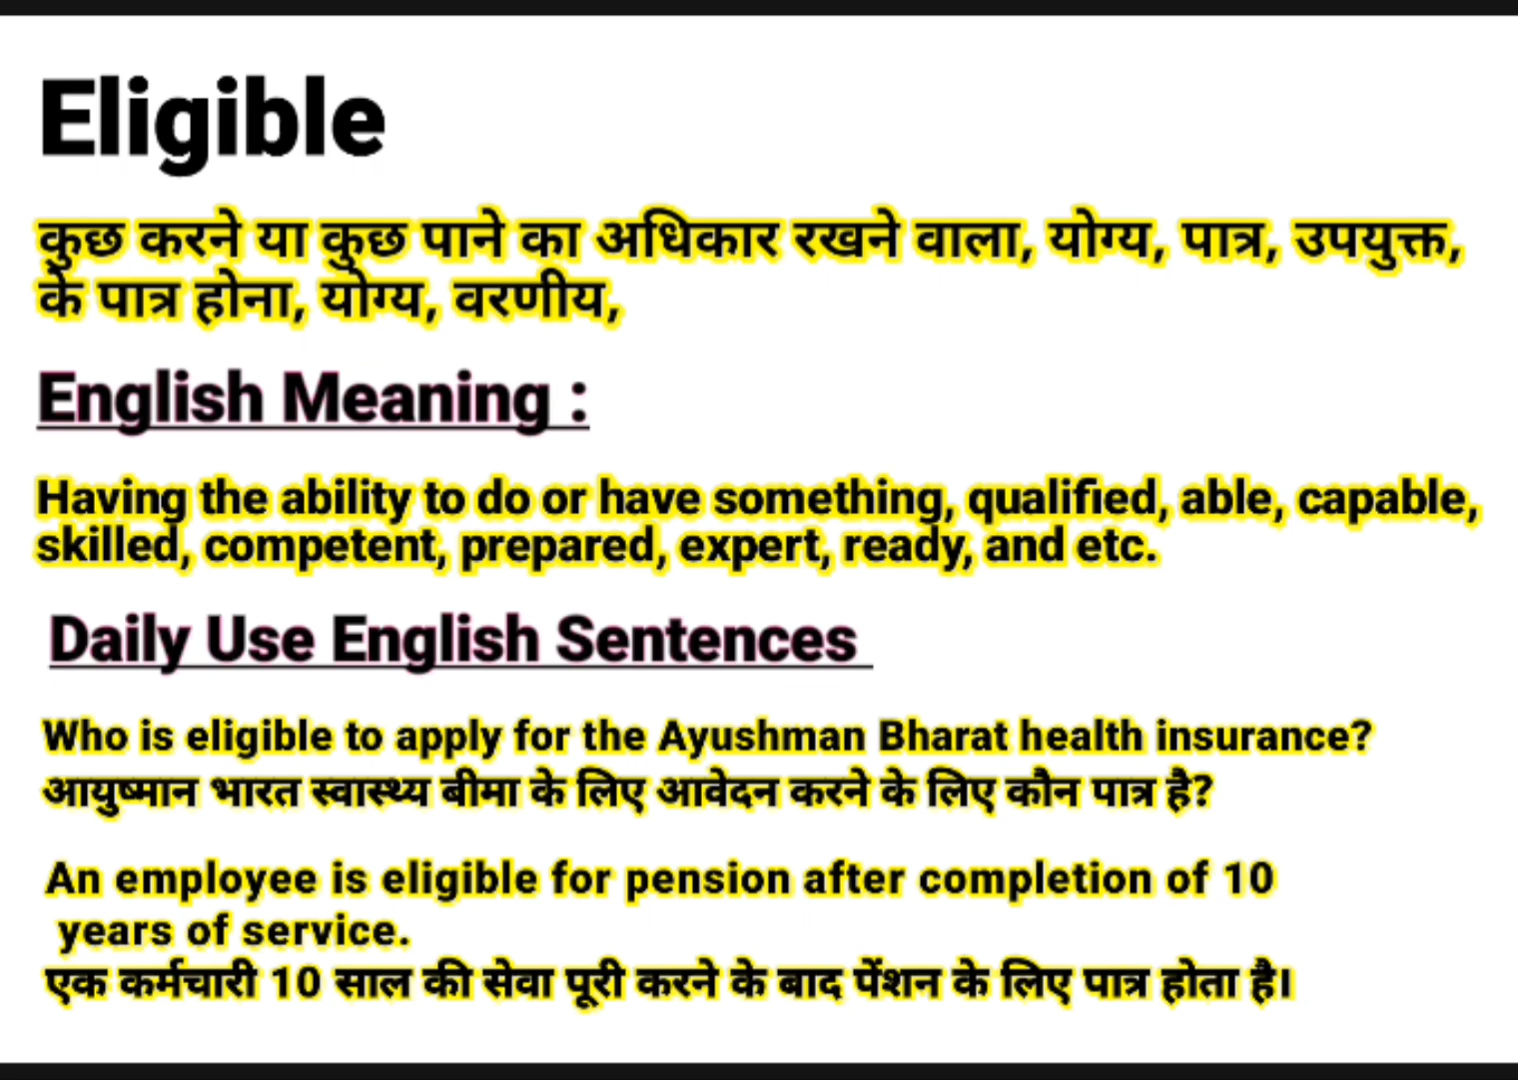 Eligible
कुछ करने या कुछ पाने का अधिकार रखने वाला, योग्य, पात्र, उपयुक्त,
के पात्र होना, योग्य, वरणीय,
English Meaning :
Having the ability to do or have something, qualified, able, capable,
skilled, competent, prepared, expert, ready, and etc.
Daily Use English Sentences
Who is eligible to apply for the Ayushman Bharat health insurance?
आयुष्मान भारत स्वास्थ्य बीमा के लिए आवेदन करने के लिए कौन पात्र है?
An employee is eligible for pension after completion of 10
years of service.
एक कर्मचारी 10 साल की सेवा पूरी करने के बाद पेंशन के लिए पात्र होता है।